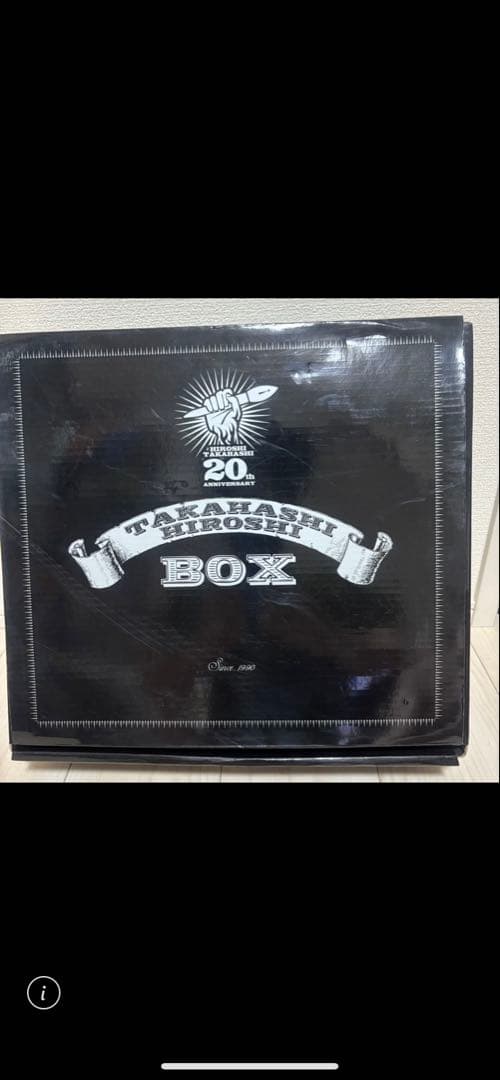 HIROSHI
TAKAHASHI
20th
ANNIVERSARY
TAKAHASHI
HIROSHI
BOX
Since. 1990
i